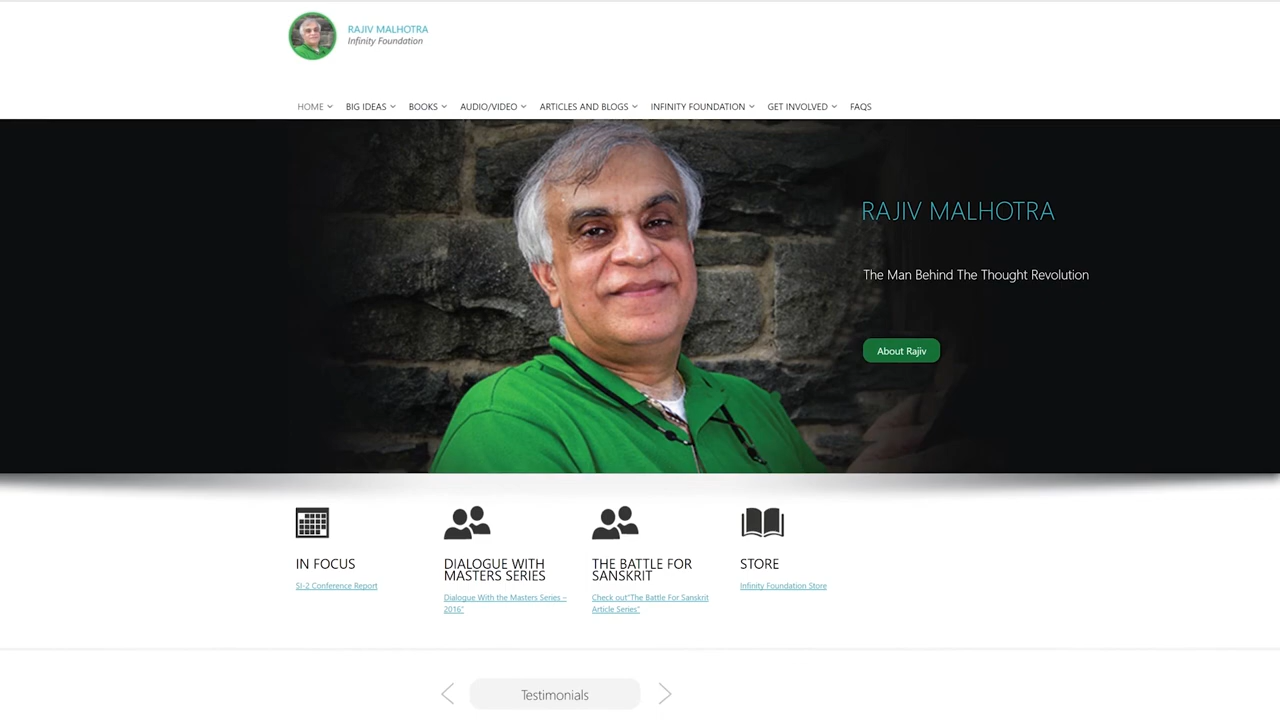 RAJIV MALHOTRA
Infinity Foundation
HOME BIG IDEAS BOOKS AUDIO/VIDEO ARTICLES AND BLOGS INFINITY FOUNDATION GET INVOLVED FAQS
RAJIV MALHOTRA
The Man Behind The Thought Revolution
About Rajiv
IN FOCUS
SI-2 Conference Report
DIALOGUE WITH
MASTERS SERIES
Dialogue With the Masters Series –
2016"
THE BATTLE FOR
SANSKRIT
Check out"The Battle For Sanskrit
Article Series"
STORE
Infinity Foundation Store
Testimonials